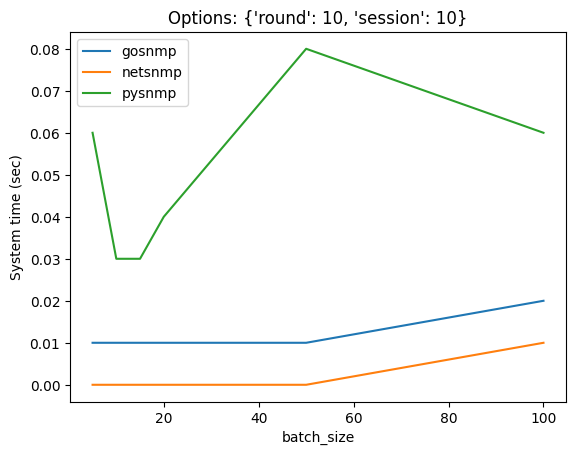 Options: {'round': 10, 'session': 10}
gosnmp
netsnmp
pysnmp
System time (sec)
0.08
0.07
0.06
0.05
0.04
0.03
0.02
0.01
0.00
20 40 60 80 100
batch_size